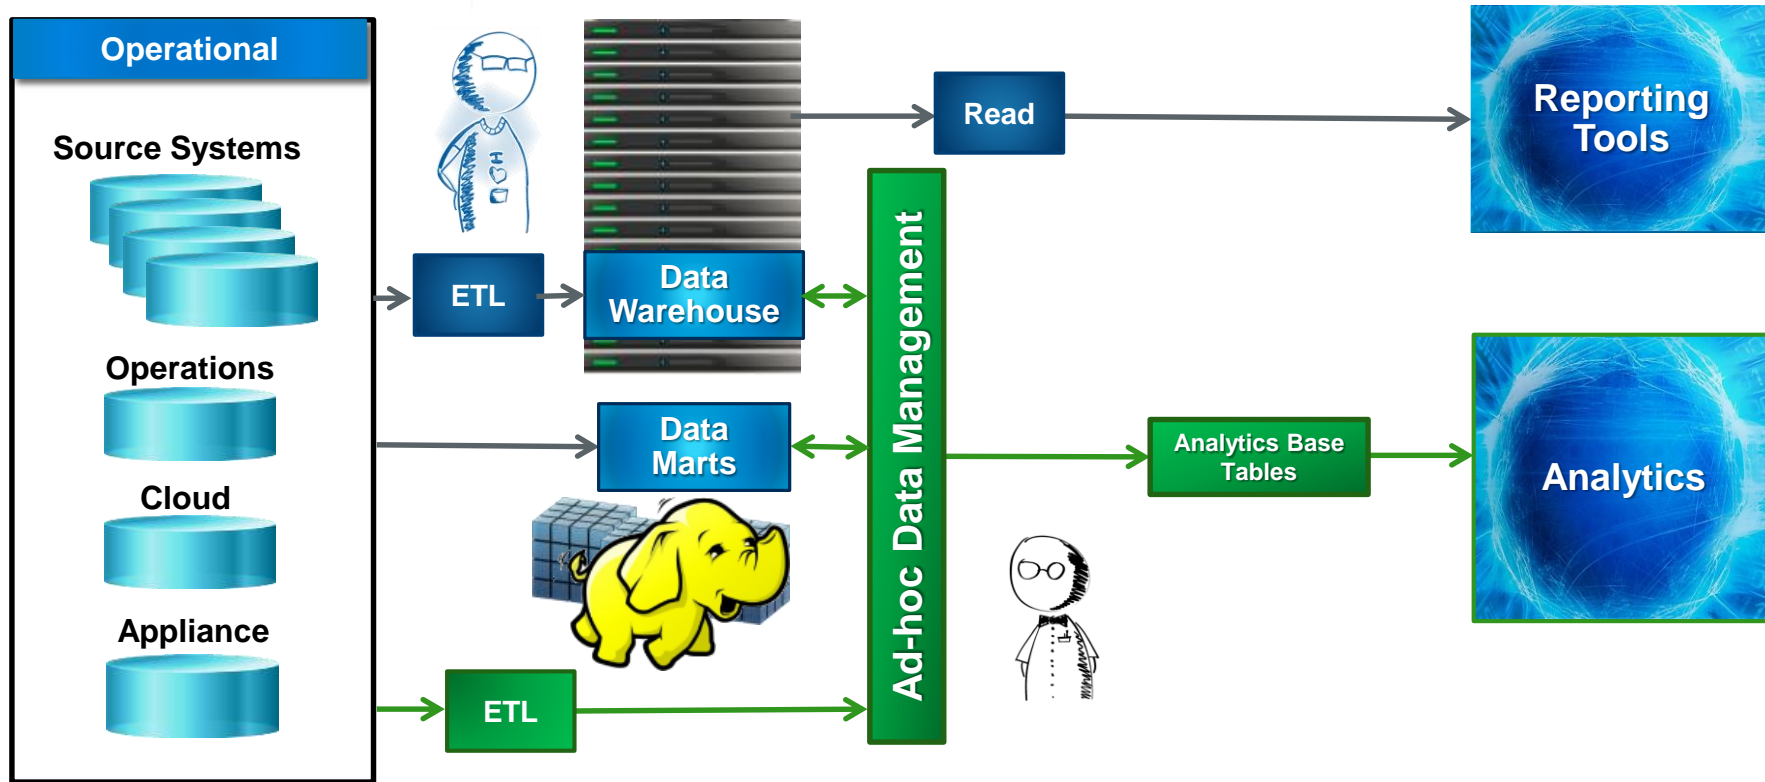 Operational
Source Systems
Operations
Cloud
Appliance
ETL
Data
Warehouse
Data
Marts
ETL
Ad-hoc Data Management
Read
Reporting
Tools
Analytics Base
Tables
Analytics